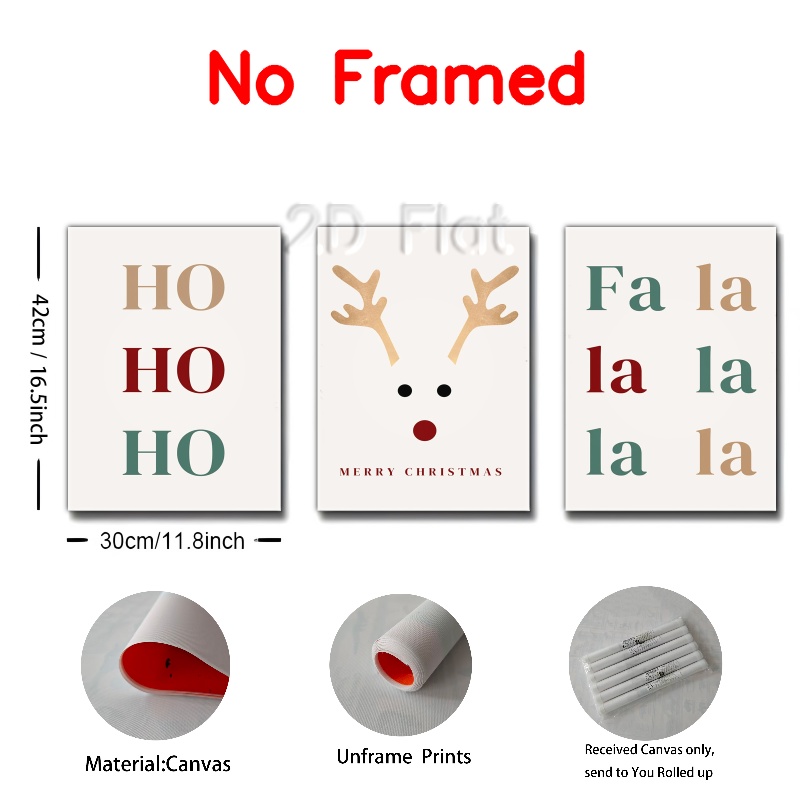 No Framed
2D Flat
42cm / 16.5inch
HO
HO
HO
MERRY CHRISTMAS
Fa la
la la
la la
30cm/11.8inch
Material:Canvas
Unframe Prints
Received Canvas only,
send to You Rolled up